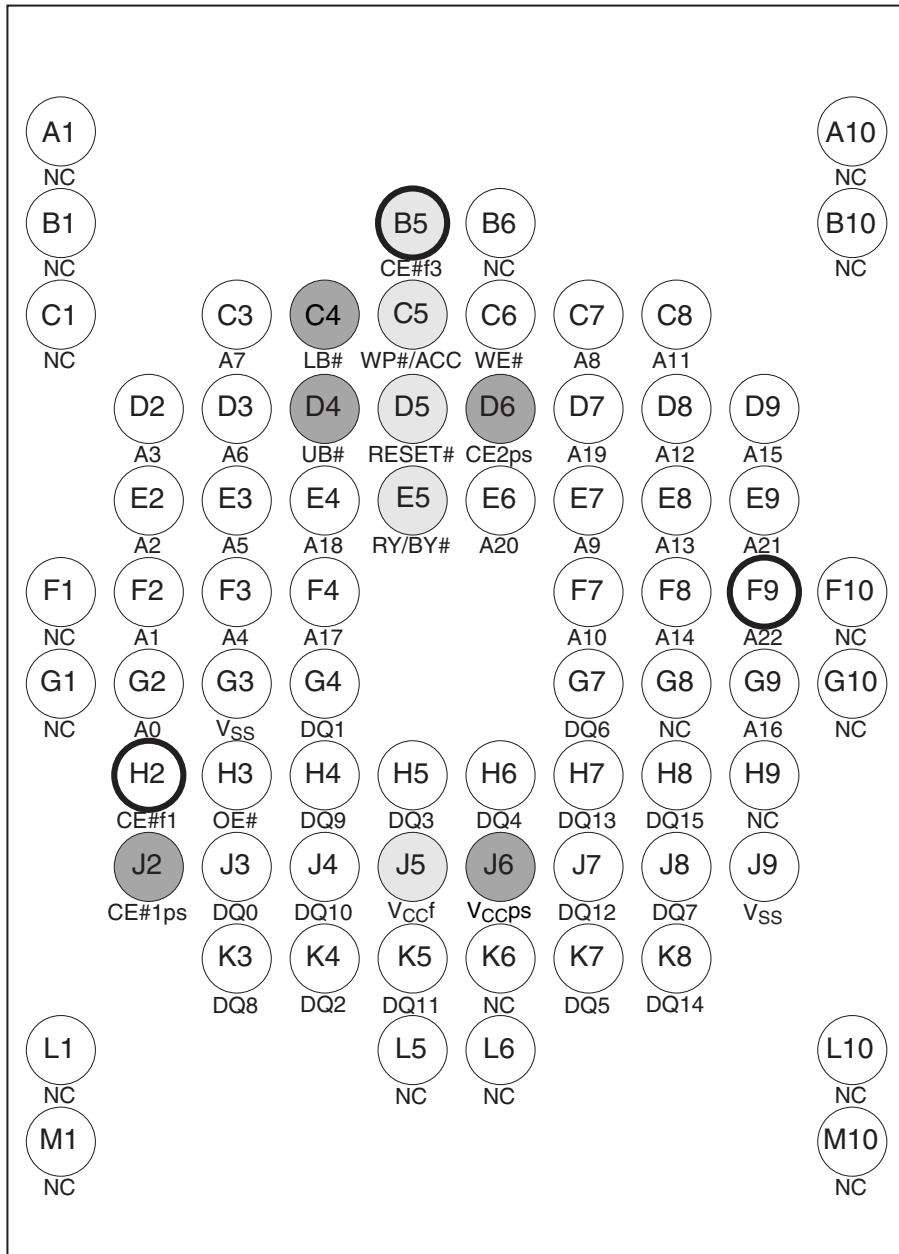 A1 A10
NC NC
B1 B5 B6 B10
NC CE#f3 NC NC
C1 C3 C4 C5 C6 C7 C8
NC A7 LB# WP#/ACC WE# A8 A11
D2 D3 D4 D5 D6 D7 D8 D9
A3 A6 UB# RESET# CE2ps A19 A12 A15
E2 E3 E4 E5 E6 E7 E8 E9
A2 A5 A18 RY/BY# A20 A9 A13 A21
F1 F2 F3 F4 F7 F8 F9 F10
NC A1 A4 A17 A10 A14 A22 NC
G1 G2 G3 G4 G7 G8 G9 G10
NC A0 VSS DQ1 DQ6 NC A16 NC
H2 H3 H4 H5 H6 H7 H8 H9
CE#f1 OE# DQ9 DQ3 DQ4 DQ13 DQ15 NC
J2 J3 J4 J5 J6 J7 J8 J9
CE#1ps DQ0 DQ10 VCCf VCCps DQ12 DQ7 VSS
K3 K4 K5 K6 K7 K8
DQ8 DQ2 DQ11 NC DQ5 DQ14
L1 L5 L6 L10
NC NC NC NC
M1 M10
NC NC